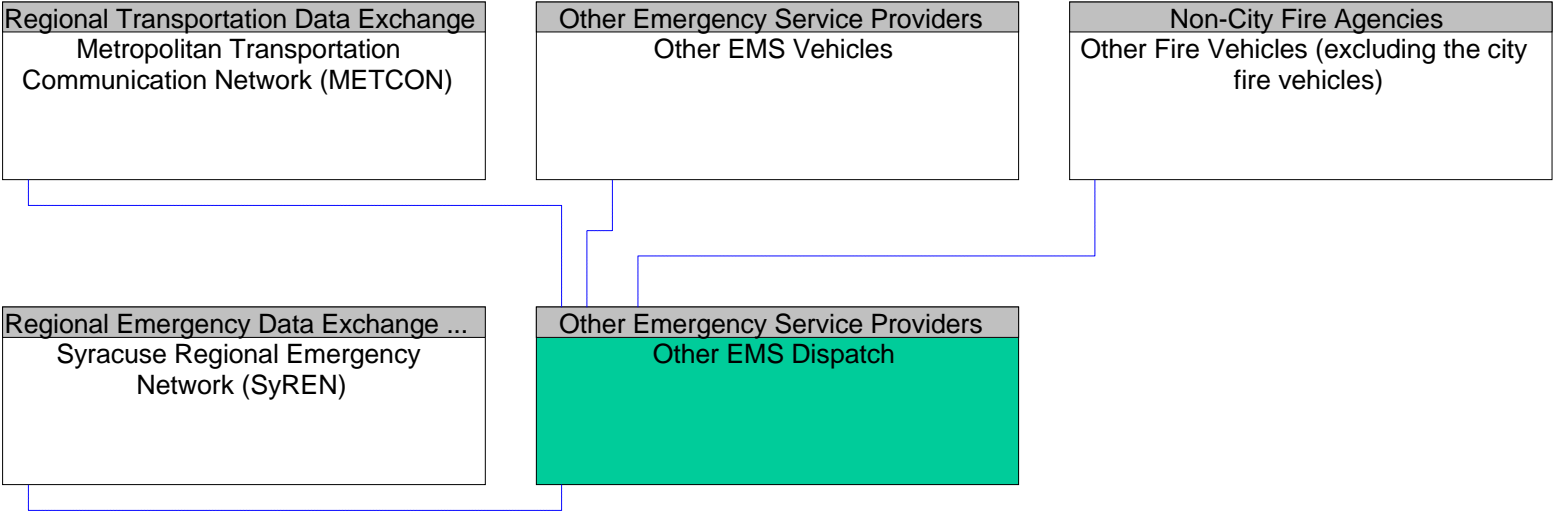 Regional Transportation Data Exchange
Metropolitan Transportation
Communication Network (METCON)
Other Emergency Service Providers
Other EMS Vehicles
Non-City Fire Agencies
Other Fire Vehicles (excluding the city
fire vehicles)
Regional Emergency Data Exchange ...
Syracuse Regional Emergency
Network (SyREN)
Other Emergency Service Providers
Other EMS Dispatch